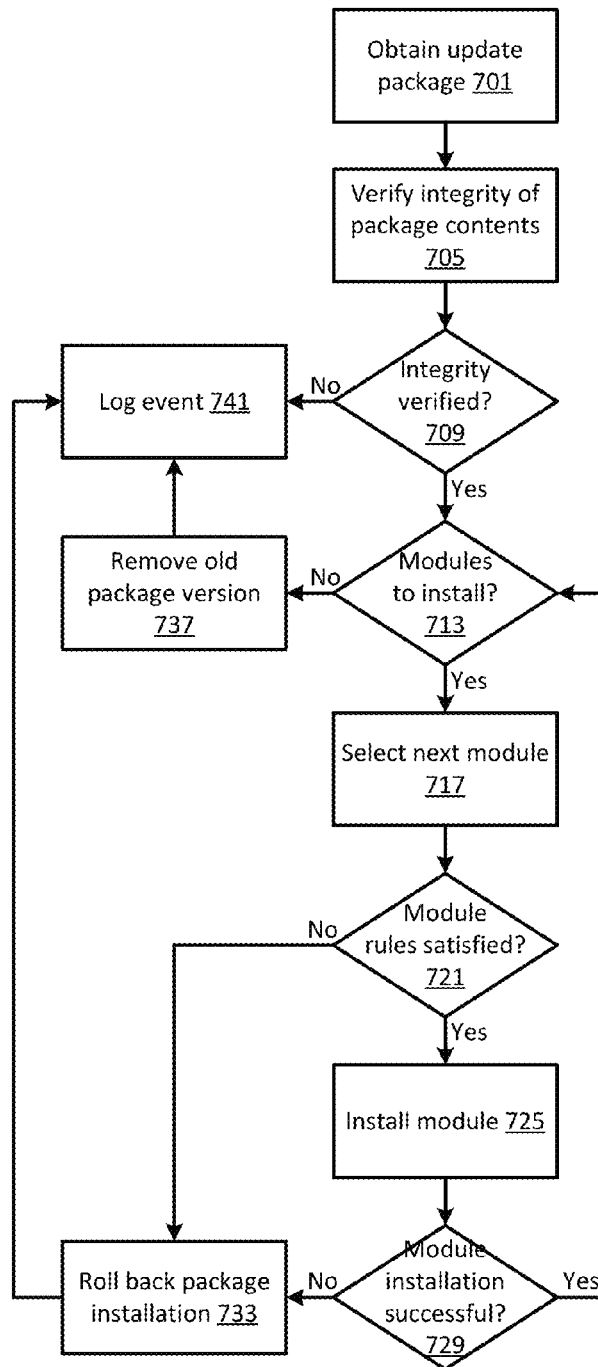 Obtain update
package 701
Verify integrity of
package contents
705
Integrity
verified?
709
No
Log event 741
Yes
Modules
to install?
713
No
Remove old
package version
737
Yes
Select next module
717
Module
rules satisfied?
721
No
Yes
Install module 725
Module
installation
successful?
729
No
Yes
Roll back package
installation 733